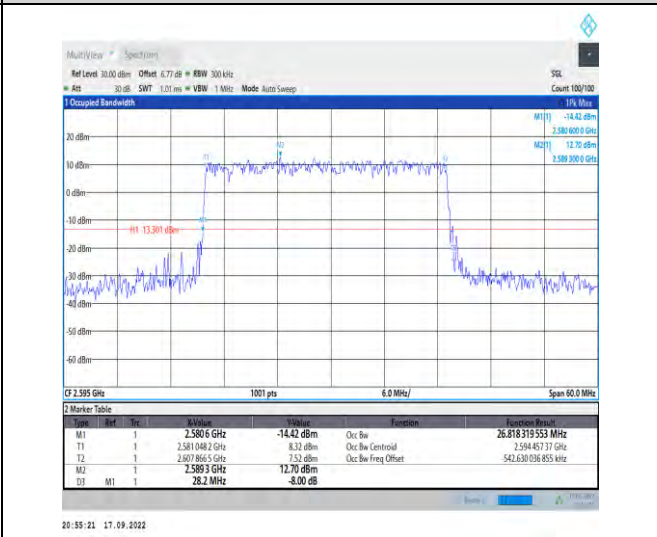 MultiView Spectrum
Ref Level 30.00 dBm Offset 6.77 dB RBW 300 kHz SGL
Att 30 dB SWT 1.01 ms VBW 1 MHz Mode Auto Sweep Count 100/100
1 Occupied Bandwidth 1Pk Max
M1[1] -14.42 dBm
2.580 600 0 GHz
M2[1] 12.70 dBm
2.589 300 0 GHz
20 dBm
10 dBm
0 dBm
-10 dBm
H1 -13.301 dBm
-20 dBm
-30 dBm
-40 dBm
-50 dBm
-60 dBm
T1
M2
T2
M1
CF 2.595 GHz 1001 pts 6.0 MHz/ Span 60.0 MHz
2 Marker Table
Type Ref Trc X-Value Y-Value Function Function Result
M1 1 2.5806 GHz -14.42 dBm Occ Bw 26.818 319 553 MHz
T1 1 2.581 048 2 GHz 8.32 dBm Occ Bw Centroid 2.594 457 37 GHz
T2 1 2.607 866 5 GHz 7.52 dBm Occ Bw Freq Offset -542.630 036 855 kHz
M2 1 2.5893 GHz 12.70 dBm
D3 M1 1 28.2 MHz -8.00 dB
20:55:21 17.09.2022